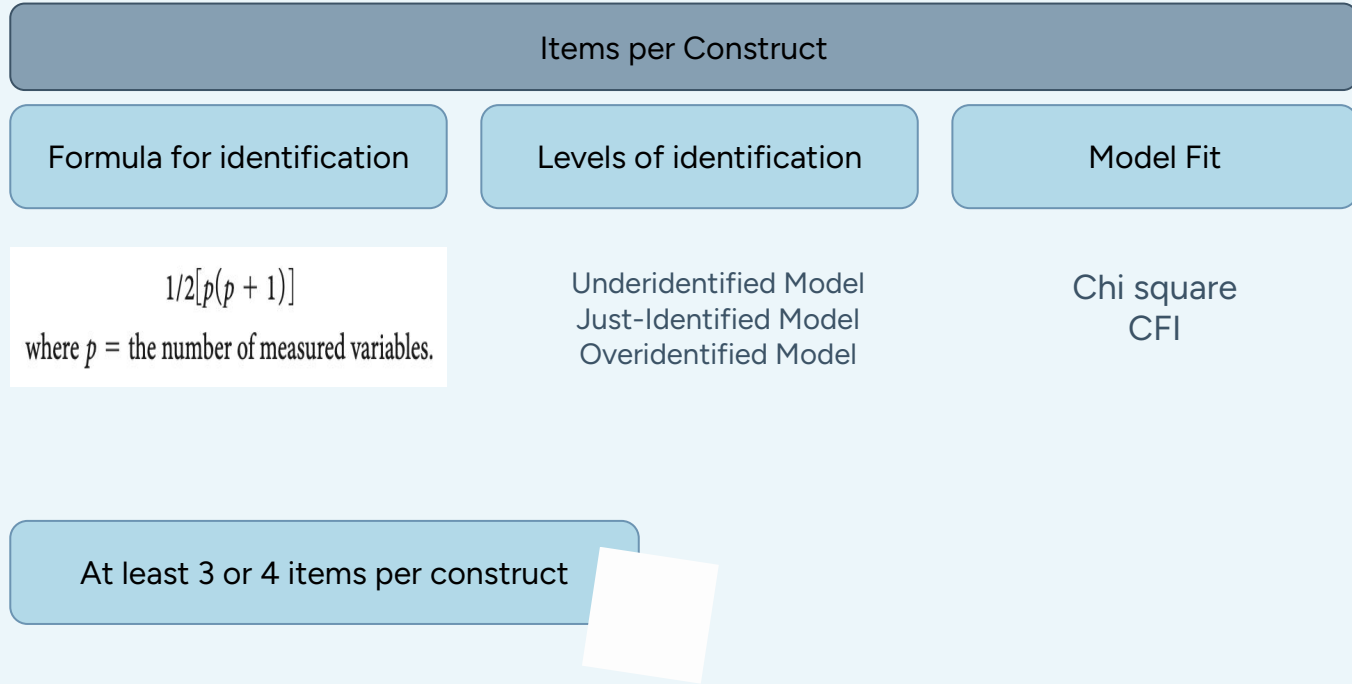 Items per Construct
Formula for identification
Levels of identification
Model Fit
1/2[p(p + 1)]
where p = the number of measured variables.
Underidentified Model
Just-Identified Model
Overidentified Model
Chi square
CFI
At least 3 or 4 items per construct